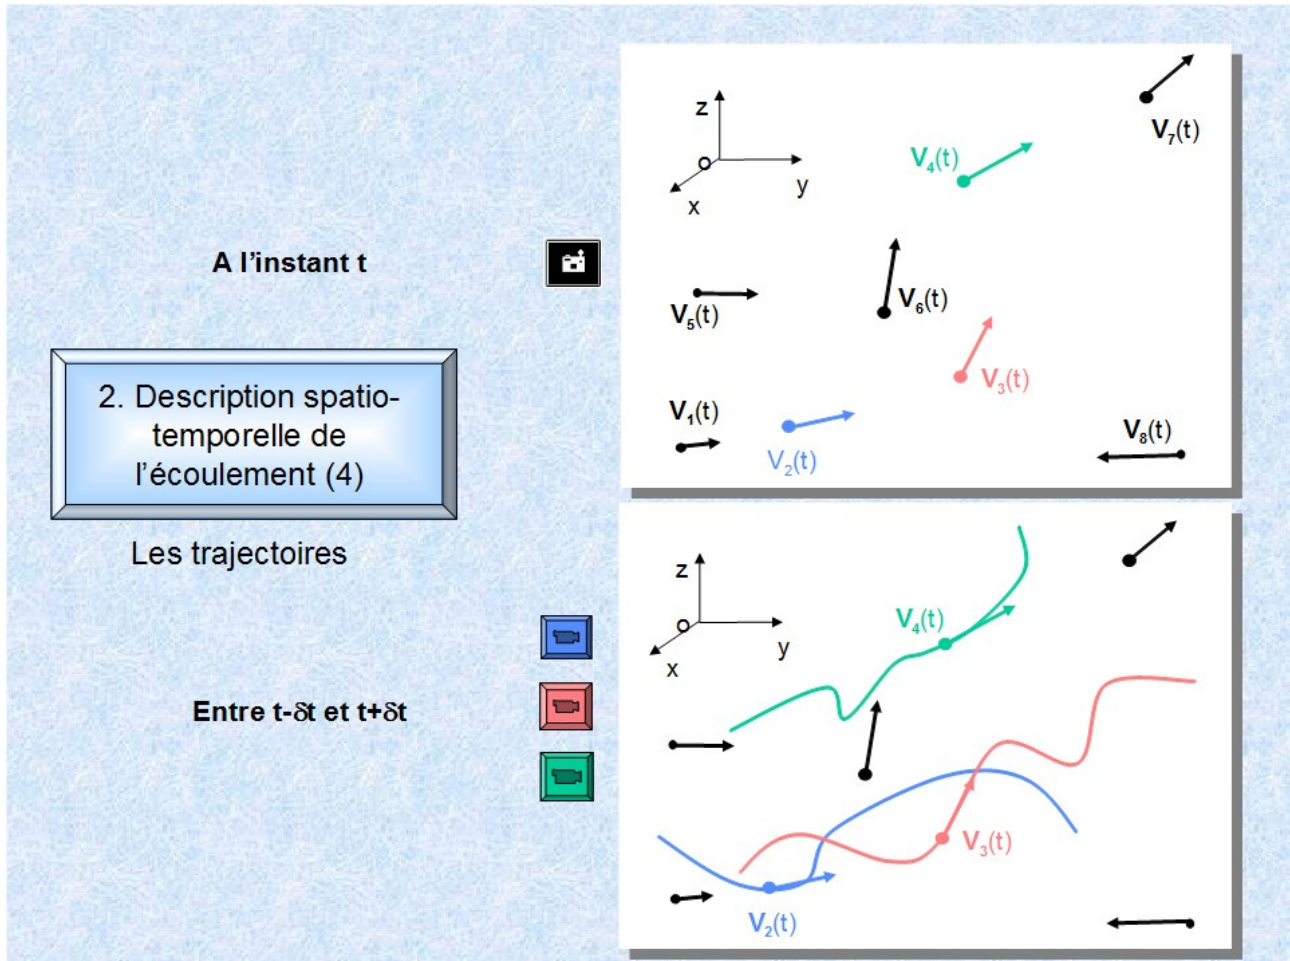 A l'instant t
2. Description spatio-
temporelle de
l'écoulement (4)
Les trajectoires
Entre t-δt et t+δt
z
O
y
x
V7(t)
V4(t)
V5(t)
V6(t)
V3(t)
V1(t)
V2(t)
V8(t)
z
O
y
x
V4(t)
V3(t)
V2(t)